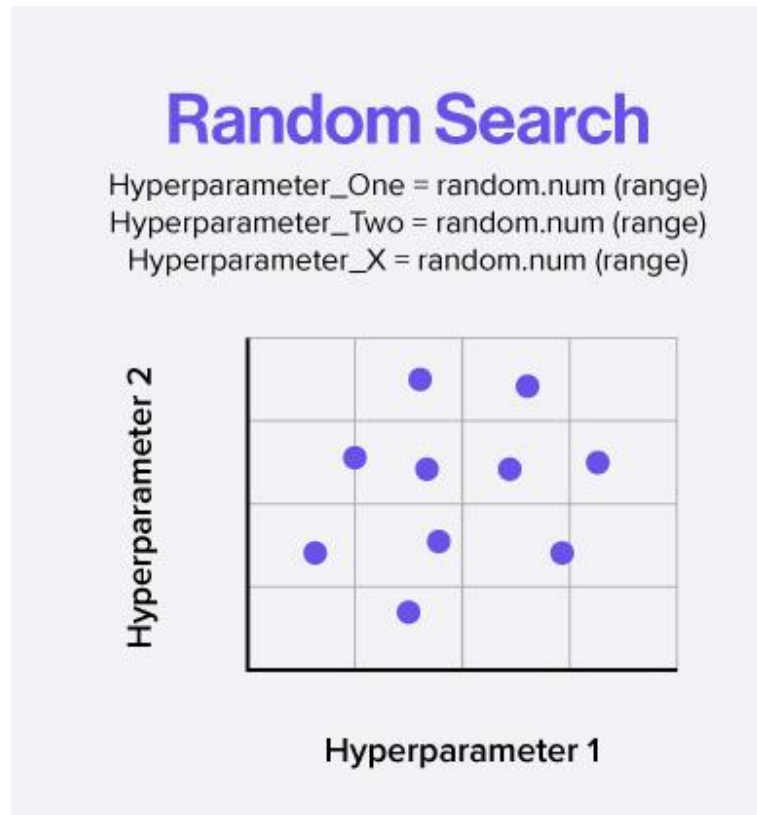 Random Search
Hyperparameter_One = random.num (range)
Hyperparameter_Two = random.num (range)
Hyperparameter_X = random.num (range)
Hyperparameter 2
Hyperparameter 1